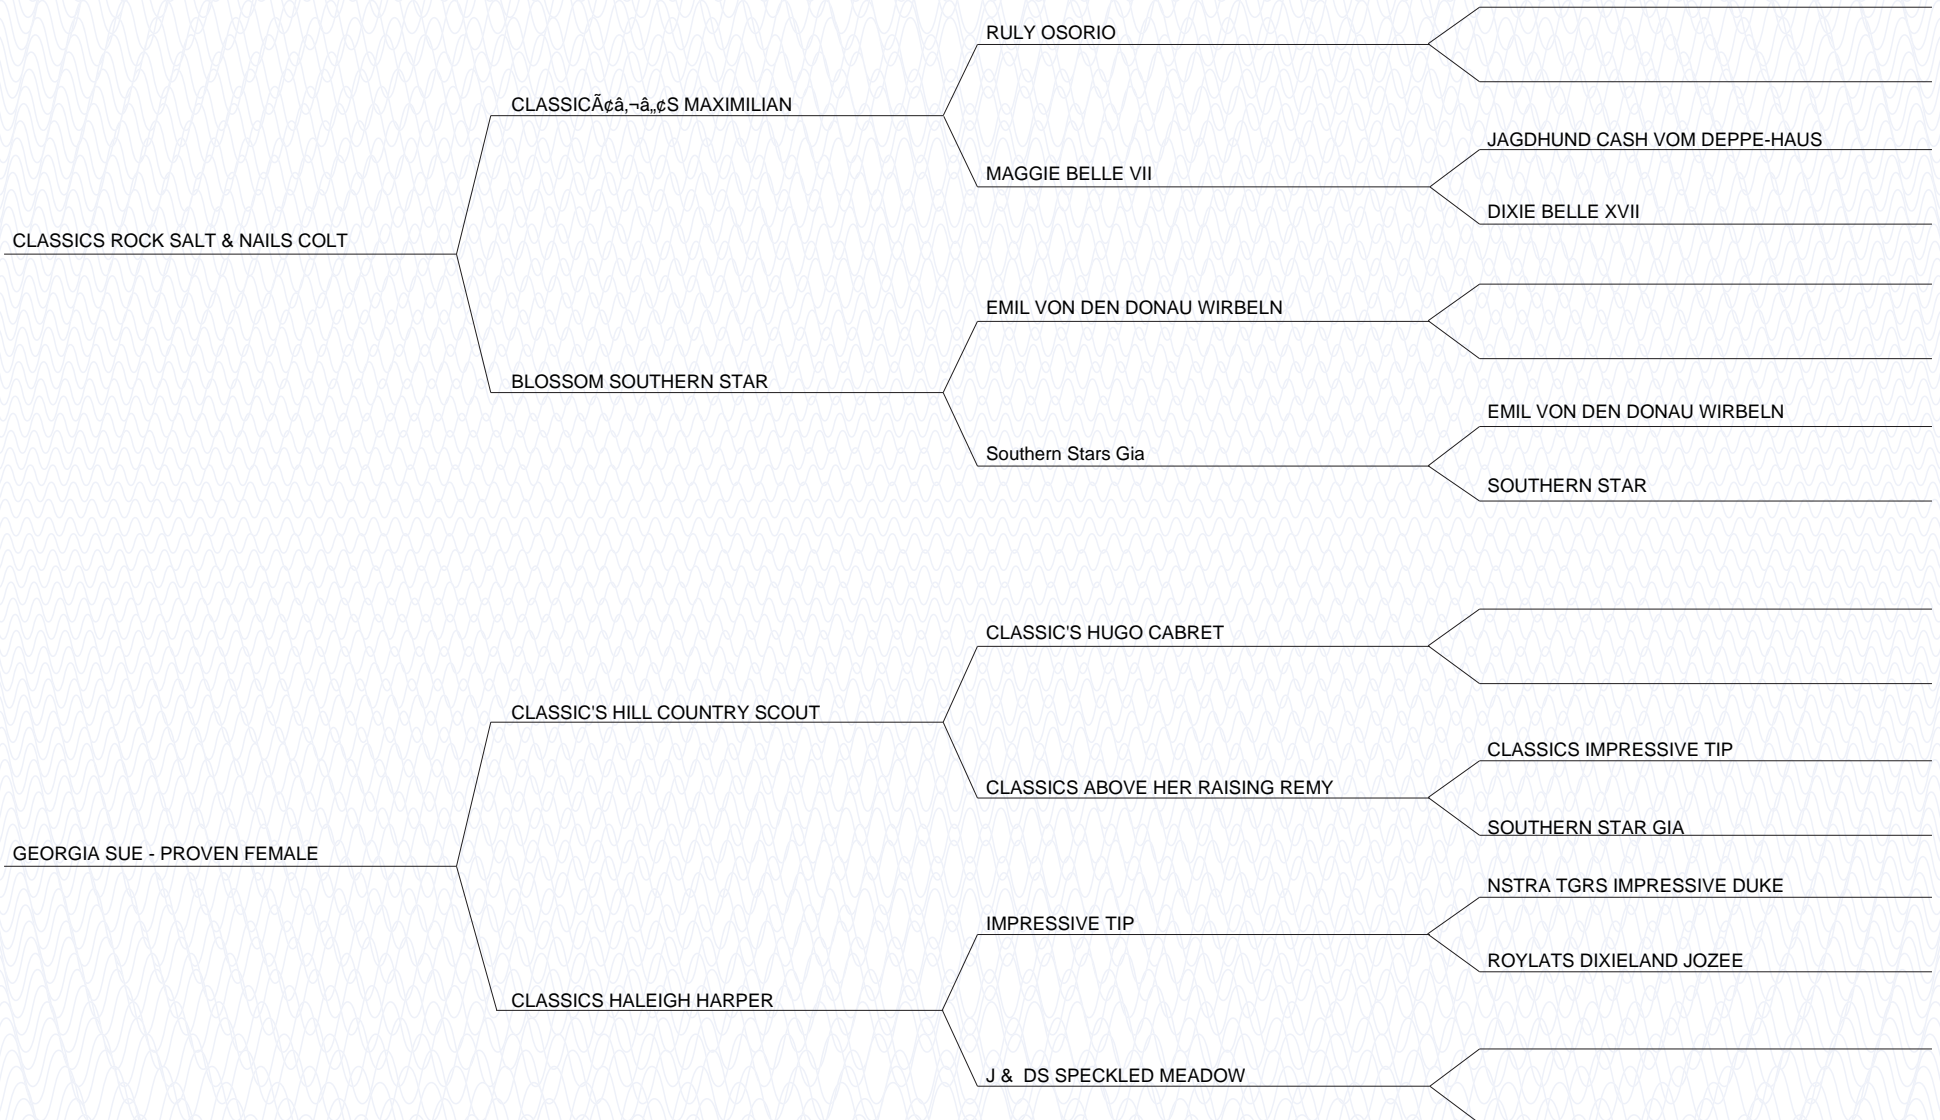 RULY OSORIO
CLASSICÃ¢â‚¬â„¢S MAXIMILIAN
JAGDHUND CASH VOM DEPPE-HAUS
MAGGIE BELLE VII
DIXIE BELLE XVII
CLASSICS ROCK SALT & NAILS COLT
EMIL VON DEN DONAU WIRBELN
BLOSSOM SOUTHERN STAR
EMIL VON DEN DONAU WIRBELN
Southern Stars Gia
SOUTHERN STAR
CLASSIC'S HUGO CABRET
CLASSIC'S HILL COUNTRY SCOUT
CLASSICS IMPRESSIVE TIP
CLASSICS ABOVE HER RAISING REMY
SOUTHERN STAR GIA
GEORGIA SUE - PROVEN FEMALE
NSTRA TGRS IMPRESSIVE DUKE
IMPRESSIVE TIP
ROYLATS DIXIELAND JOZEE
CLASSICS HALEIGH HARPER
J &  DS SPECKLED MEADOW